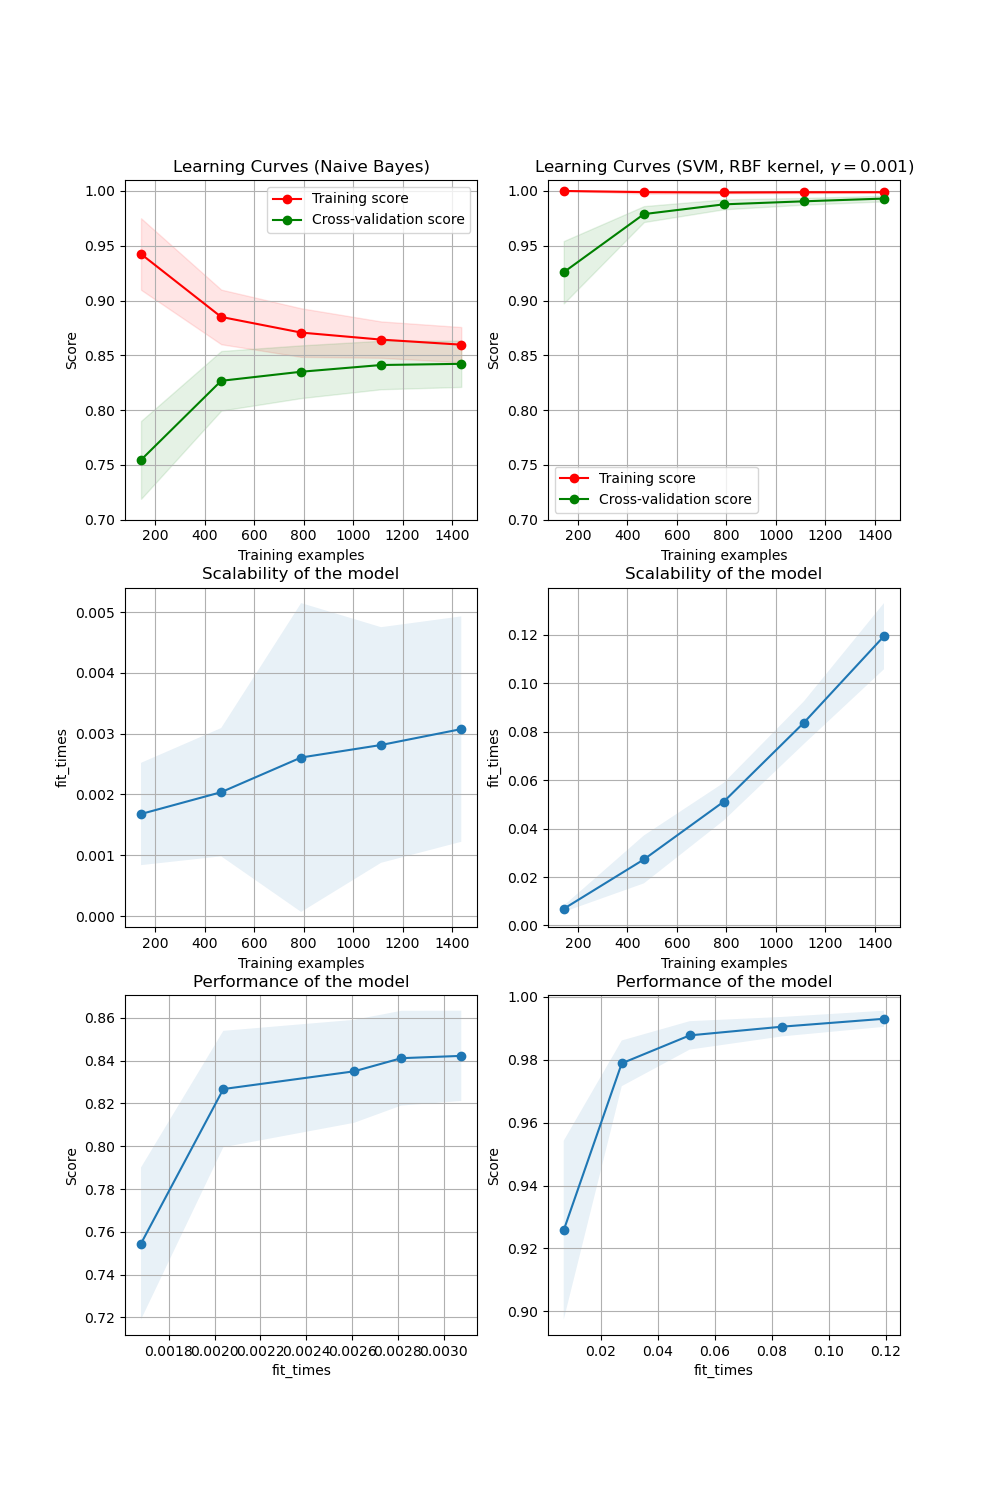 Learning Curves (Naive Bayes)
1.00
0.95
0.90
0.85
0.80
0.75
0.70
Score
Training score
Cross-validation score
200 400 600 800 1000 1200 1400
Training examples
Learning Curves (SVM, RBF kernel, γ = 0.001)
1.00
0.95
0.90
0.85
0.80
0.75
0.70
Score
Training score
Cross-validation score
200 400 600 800 1000 1200 1400
Training examples
Scalability of the model
0.005
0.004
0.003
0.002
0.001
0.000
fit_times
200 400 600 800 1000 1200 1400
Training examples
Scalability of the model
0.12
0.10
0.08
0.06
0.04
0.02
0.00
fit_times
200 400 600 800 1000 1200 1400
Training examples
Performance of the model
0.86
0.84
0.82
0.80
0.78
0.76
0.74
0.72
Score
0.0018 0.0020 0.0022 0.0024 0.0026 0.0028 0.0030
fit_times
Performance of the model
1.00
0.98
0.96
0.94
0.92
0.90
Score
0.02 0.04 0.06 0.08 0.10 0.12
fit_times